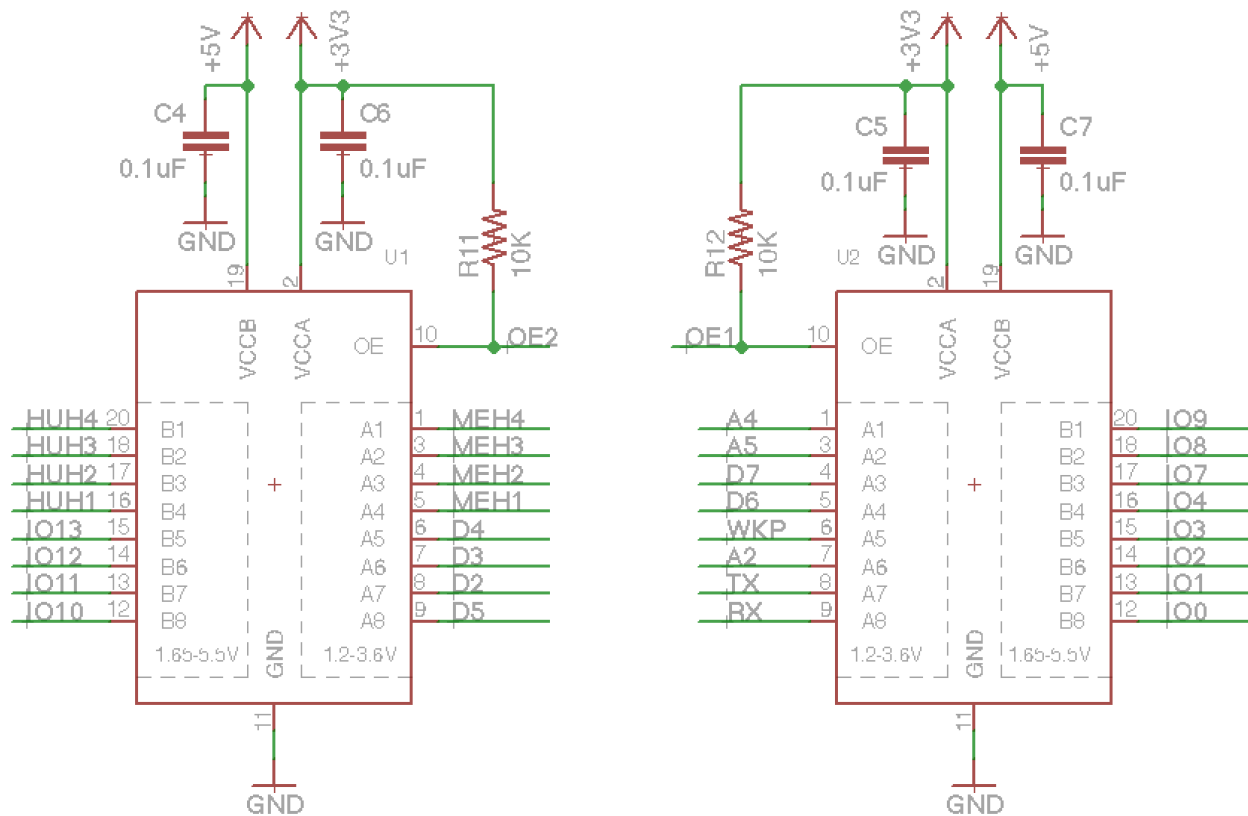 +5V
+3V3
C4
0.1uF
GND
C6
0.1uF
GND
R11
10K
U1
19
2
VCCB
VCCA
OE
10
OE2
HUH4 20 B1
A1 1 MEH4
HUH3 18 B2
A2 3 MEH3
HUH2 17 B3
A3 4 MEH2
HUH1 16 B4
A4 5 MEH1
IO13 15 B5
A5 6 D4
IO12 14 B6
A6 7 D3
IO11 13 B7
A7 8 D2
IO10 12 B8
A8 9 D5
1.65-5.5V
GND
1.2-3.6V
11
GND
+3V3
+5V
C5
0.1uF
GND
C7
0.1uF
GND
R12
10K
U2
2
19
VCCA
VCCB
OE1
10
OE
A4 1 A1
B1 20 IO9
A5 3 A2
B2 18 IO8
D7 4 A3
B3 17 IO7
D6 5 A4
B4 16 IO4
WKP 6 A5
B5 15 IO3
A2 7 A6
B6 14 IO2
TX 8 A7
B7 13 IO1
RX 9 A8
B8 12 IO0
1.2-3.6V
GND
1.65-5.5V
11
GND